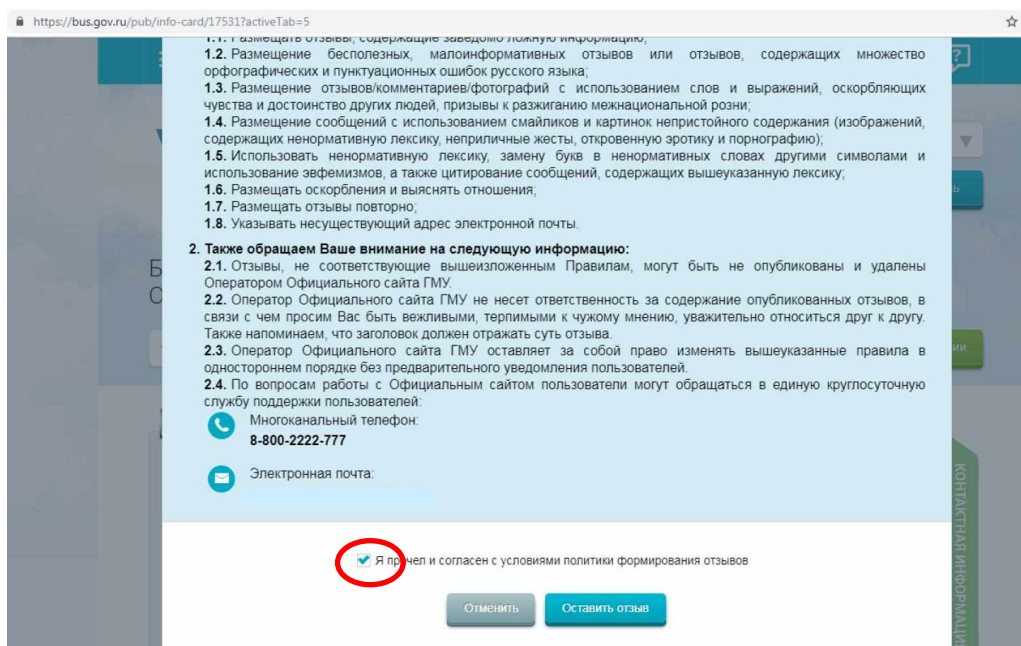 https://bus.gov.ru/pub/info-card/17531?activeTab=5
1.1. Размещать отзывы, содержащие заведомо ложную информацию;
1.2. Размещение бесполезных, малоинформативных отзывов или отзывов, содержащих множество
орфографических и пунктуационных ошибок русского языка;
1.3. Размещение отзывов/комментариев/фотографий с использованием слов и выражений, оскорбляющих
чувства и достоинство других людей, призывы к разжиганию межнациональной розни;
1.4. Размещение сообщений с использованием смайликов и картинок непристойного содержания (изображений,
содержащих ненормативную лексику, неприличные жесты, откровенную эротику и порнографию);
1.5. Использовать ненормативную лексику, замену букв в ненормативных словах другими символами и
использование эвфемизмов, а также цитирование сообщений, содержащих вышеуказанную лексику;
1.6. Размещать оскорбления и выяснять отношения;
1.7. Размещать отзывы повторно;
1.8. Указывать несуществующий адрес электронной почты.
2. Также обращаем Ваше внимание на следующую информацию:
2.1. Отзывы, не соответствующие вышеизложенным Правилам, могут быть не опубликованы и удалены
Оператором Официального сайта ГМУ.
2.2. Оператор Официального сайта ГМУ не несет ответственность за содержание опубликованных отзывов, в
связи с чем просим Вас быть вежливыми, терпимыми к чужому мнению, уважительно относиться друг к другу.
Также напоминаем, что заголовок должен отражать суть отзыва.
2.3. Оператор Официального сайта ГМУ оставляет за собой право изменять вышеуказанные правила в
одностороннем порядке без предварительного уведомления пользователей.
2.4. По вопросам работы с Официальным сайтом пользователи могут обращаться в единую круглосуточную
службу поддержки пользователей:
Многоканальный телефон:
8-800-2222-777
Электронная почта:
КОНТАКТНАЯ ИНФОРМАЦИЯ
Я прочел и согласен с условиями политики формирования отзывов
Отменить Оставить отзыв